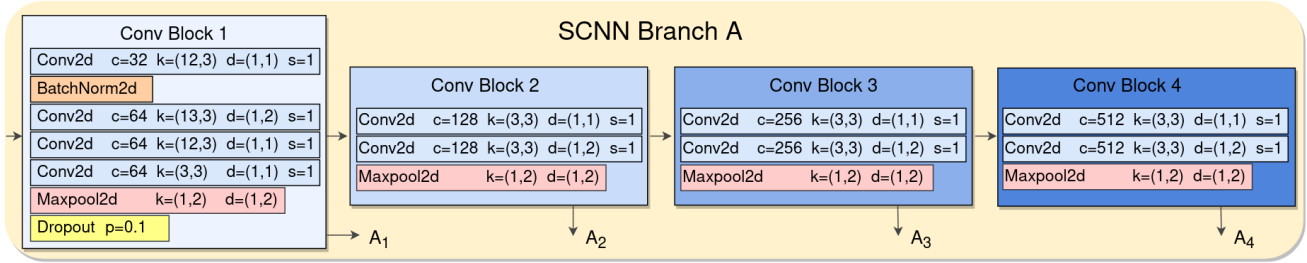 SCNN Branch A
Conv Block 1
Conv2d c=32 k=(12,3) d=(1,1) s=1
BatchNorm2d
Conv2d c=64 k=(13,3) d=(1,2) s=1
Conv2d c=64 k=(12,3) d=(1,1) s=1
Conv2d c=64 k=(3,3) d=(1,1) s=1
Maxpool2d k=(1,2) d=(1,2)
Dropout p=0.1
A1
Conv Block 2
Conv2d c=128 k=(3,3) d=(1,1) s=1
Conv2d c=128 k=(3,3) d=(1,2) s=1
Maxpool2d k=(1,2) d=(1,2)
A2
Conv Block 3
Conv2d c=256 k=(3,3) d=(1,1) s=1
Conv2d c=256 k=(3,3) d=(1,2) s=1
Maxpool2d k=(1,2) d=(1,2)
A3
Conv Block 4
Conv2d c=512 k=(3,3) d=(1,1) s=1
Conv2d c=512 k=(3,3) d=(1,2) s=1
Maxpool2d k=(1,2) d=(1,2)
A4